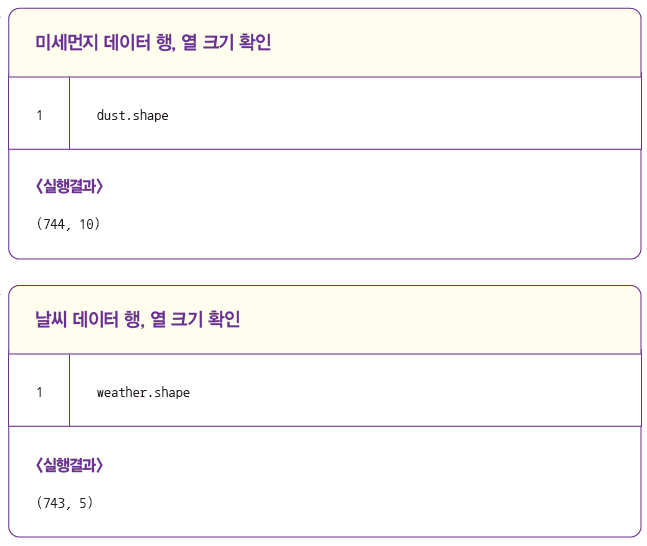 미세먼지 데이터 행, 열 크기 확인
1 dust.shape
<실행결과>
(744, 10)
날씨 데이터 행, 열 크기 확인
1 weather.shape
<실행결과>
(743, 5)